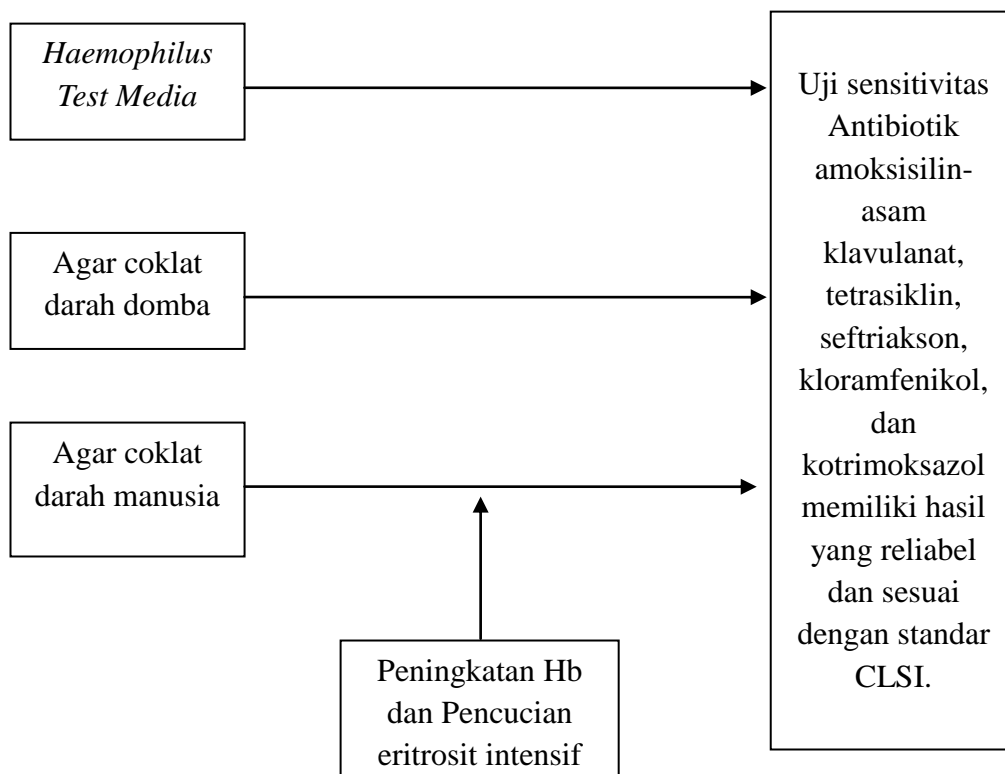 Haemophilus
Test Media
Agar coklat
darah domba
Agar coklat
darah manusia
Peningkatan Hb
dan Pencucian
eritrosit intensif
Uji sensitivitas
Antibiotik
amoksisilin-
asam
klavulanat,
tetrasiklin,
seftriakson,
kloramfenikol,
dan
kotrimoksazol
memiliki hasil
yang reliabel
dan sesuai
dengan standar
CLSI.